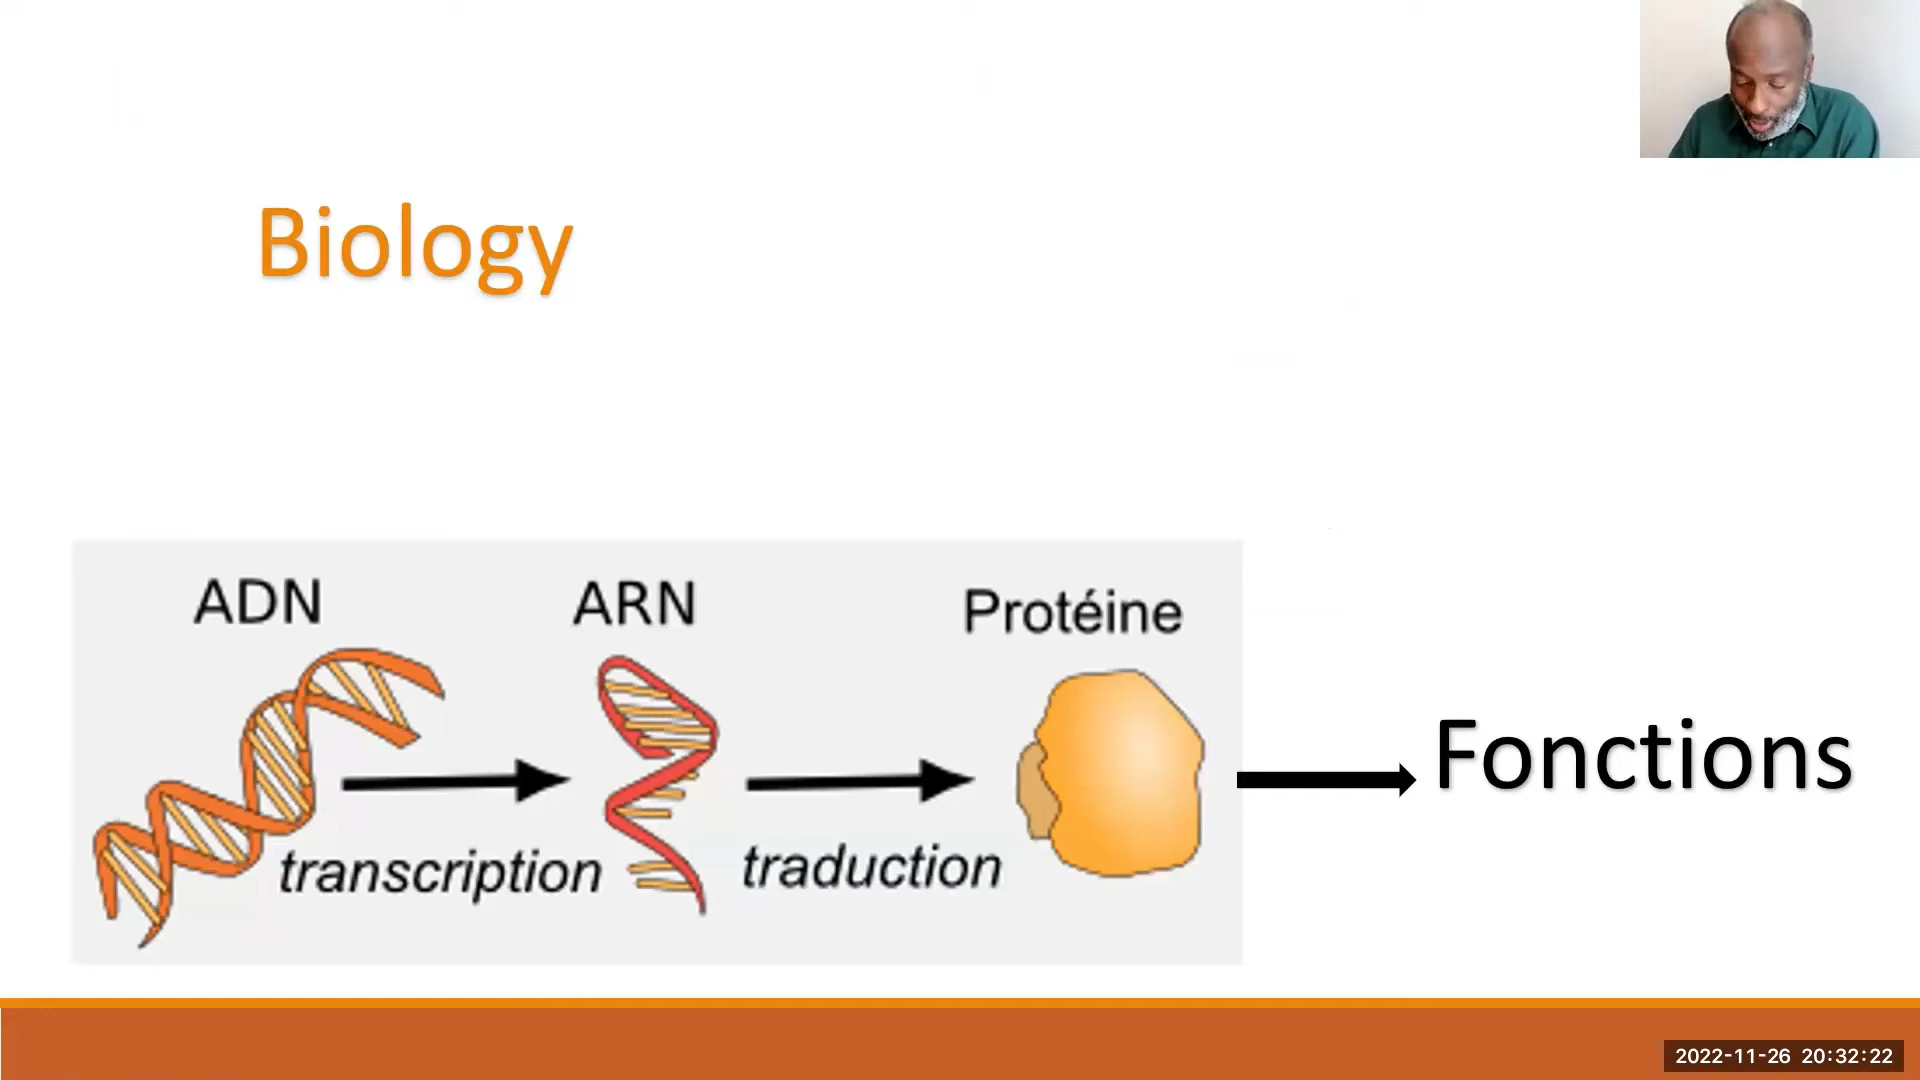 Biology
ADN
ARN
Protéine
Fonctions
transcription
traduction
2022-11-26 20:32:22